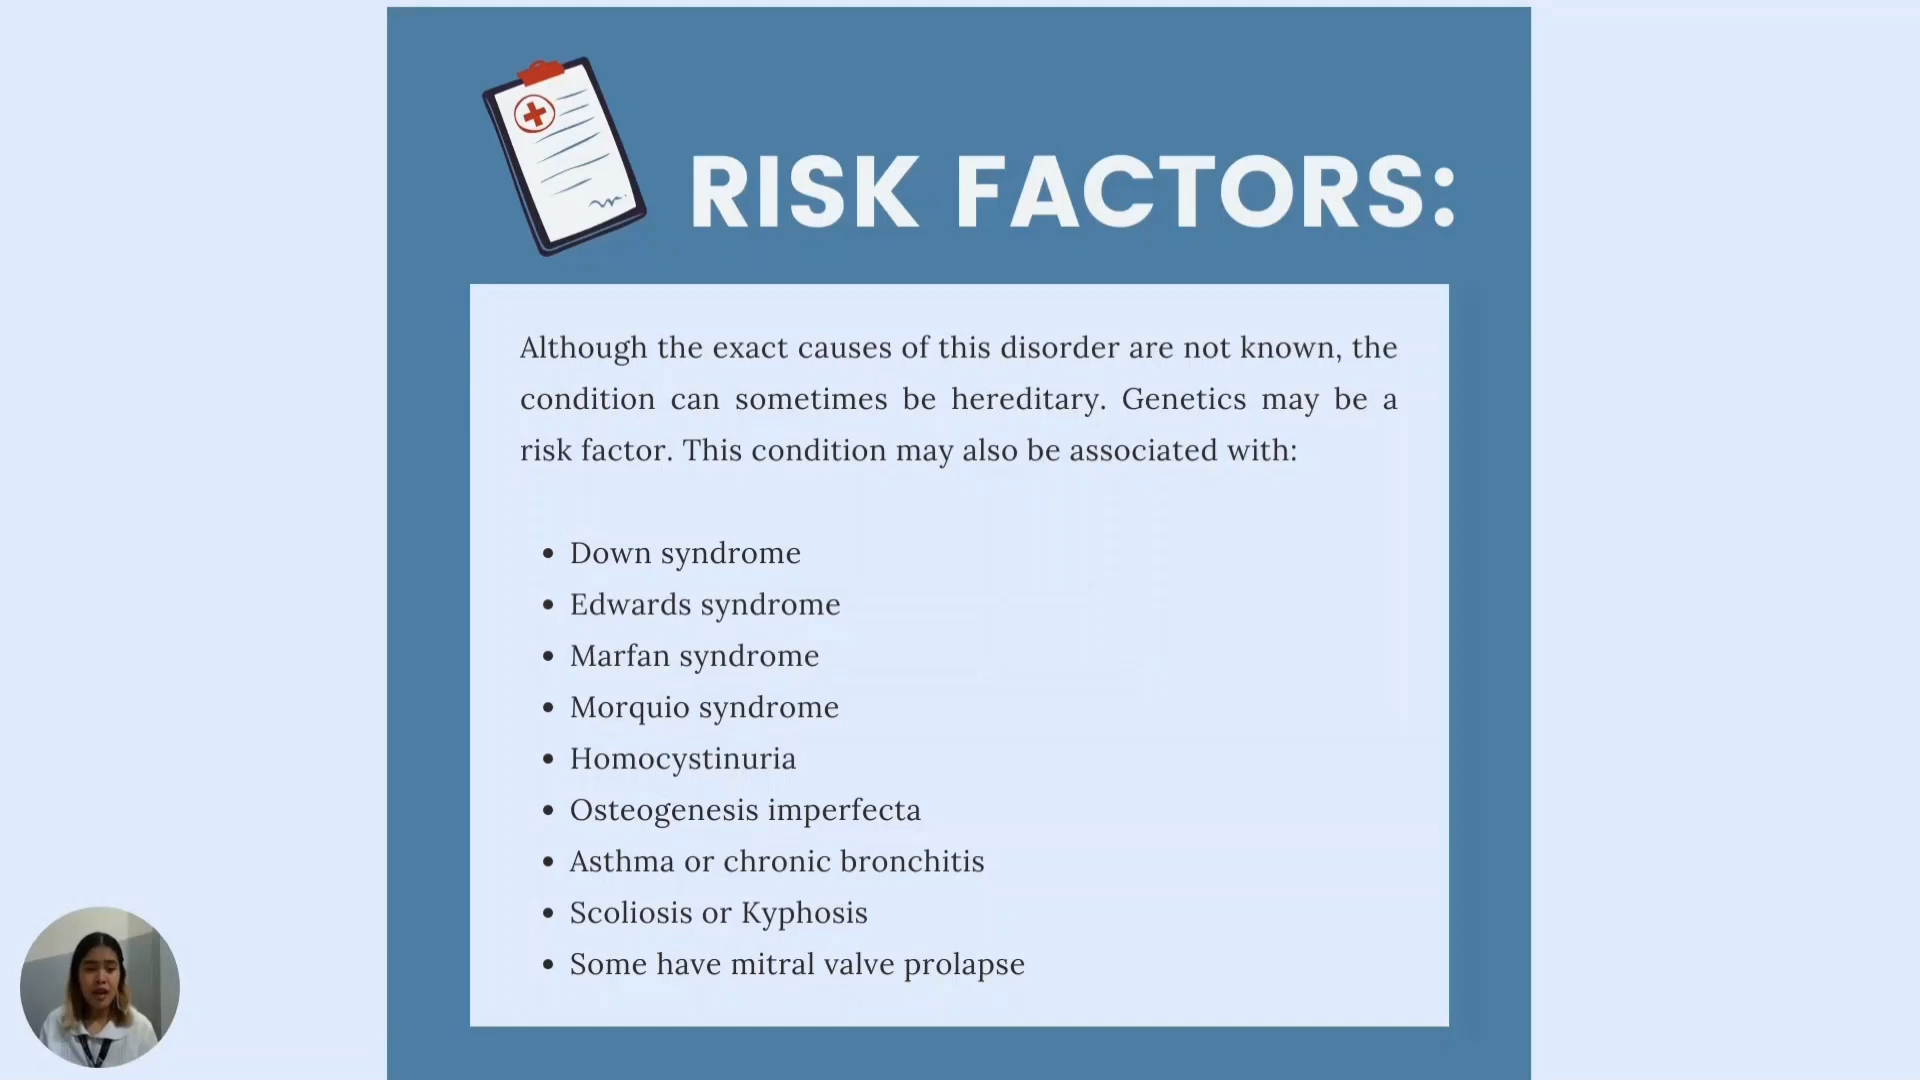 RISK FACTORS:
Although the exact causes of this disorder are not known, the
condition can sometimes be hereditary. Genetics may be a
risk factor. This condition may also be associated with:
• Down syndrome
• Edwards syndrome
• Marfan syndrome
• Morquio syndrome
• Homocystinuria
• Osteogenesis imperfecta
• Asthma or chronic bronchitis
• Scoliosis or Kyphosis
• Some have mitral valve prolapse